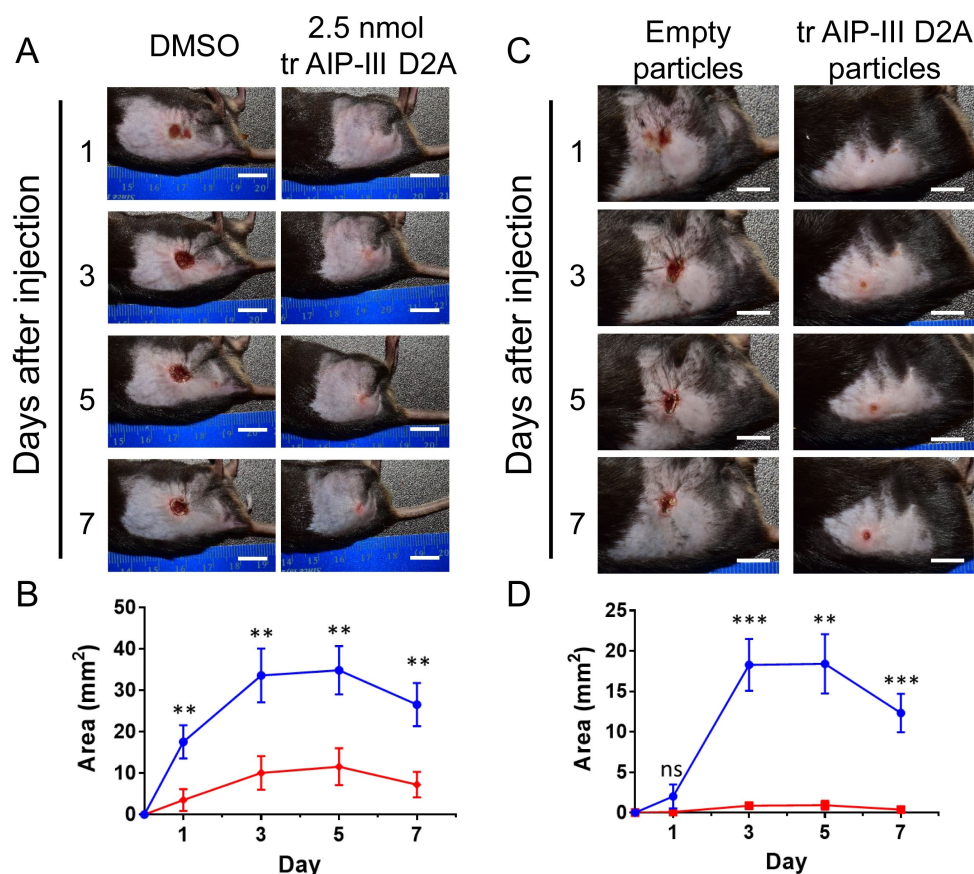 A
DMSO
2.5 nmol
tr AIP-III D2A
Days after injection
1
3
5
7
C
Empty
particles
tr AIP-III D2A
particles
Days after injection
1
3
5
7
B
Area (mm²)
50
40
30
20
10
0
**
**
**
**
1
3
5
7
Day
D
Area (mm²)
25
20
15
10
5
0
ns
***
**
***
1
3
5
7
Day